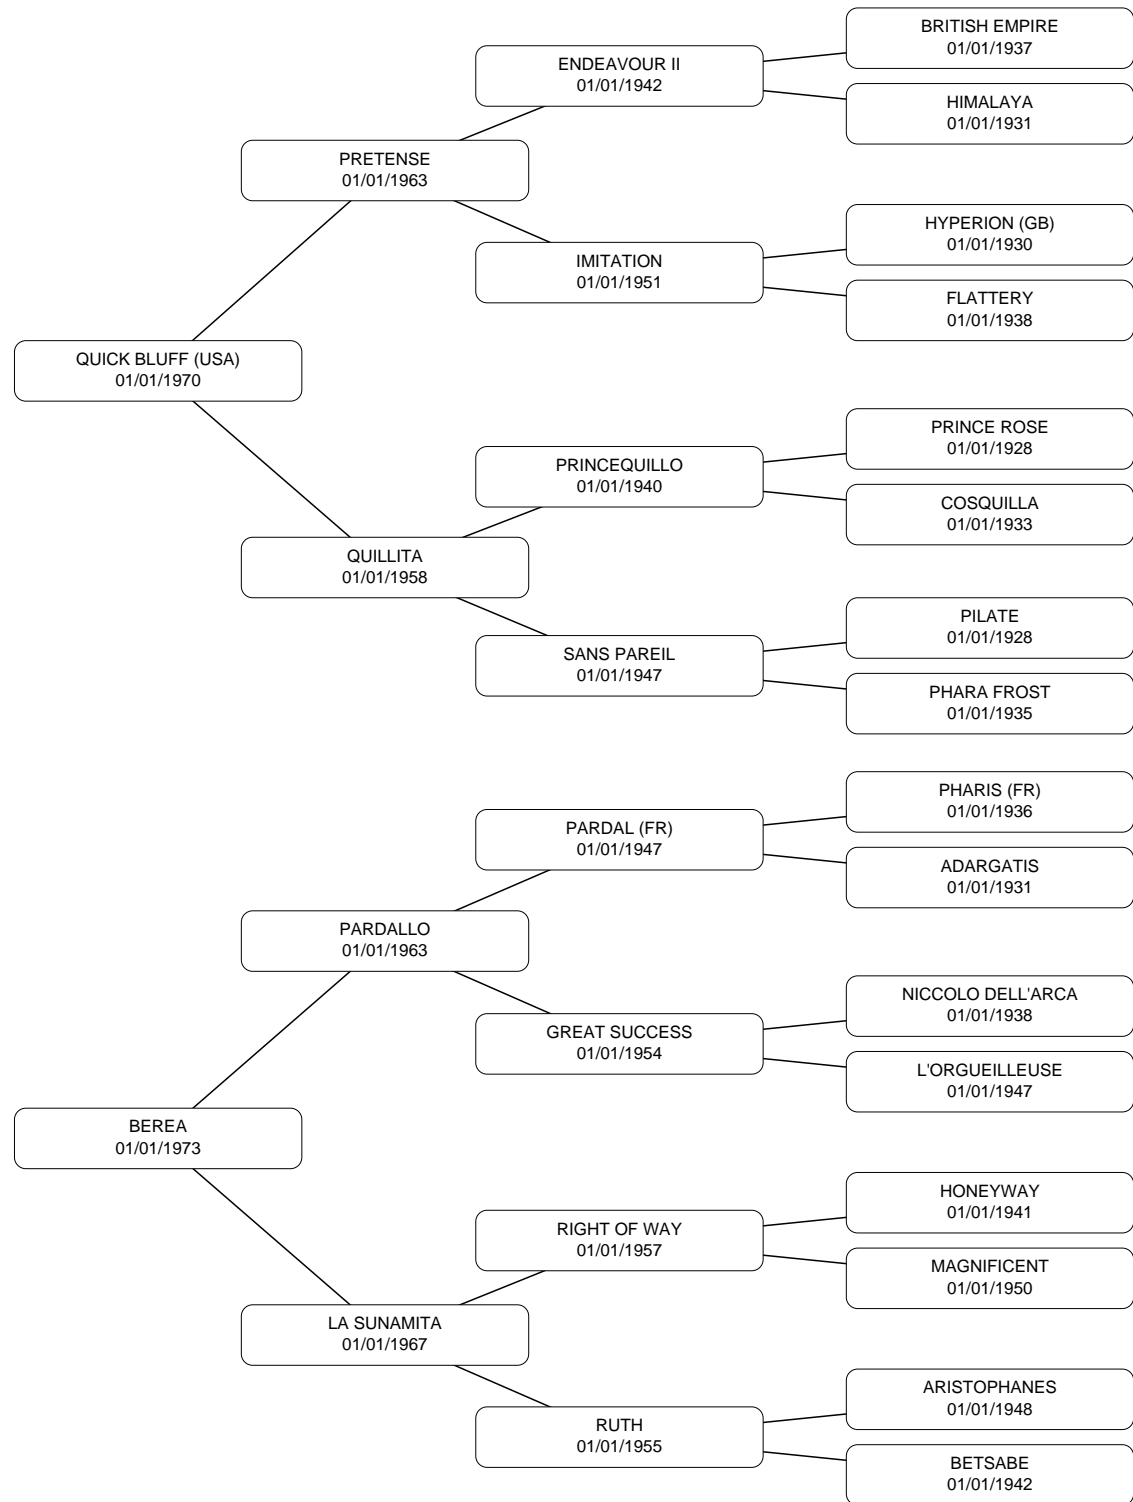 BRITISH EMPIRE
01/01/1937
ENDEAVOUR II
01/01/1942
HIMALAYA
01/01/1931
PRETENSE
01/01/1963
HYPERION (GB)
01/01/1930
IMITATION
01/01/1951
FLATTERY
01/01/1938
QUICK BLUFF (USA)
01/01/1970
PRINCE ROSE
01/01/1928
PRINCEQUILLO
01/01/1940
COSQUILLA
01/01/1933
QUILLITA
01/01/1958
PILATE
01/01/1928
SANS PAREIL
01/01/1947
PHARA FROST
01/01/1935
PHARIS (FR)
01/01/1936
PARDAL (FR)
01/01/1947
ADARGATIS
01/01/1931
PARDALLO
01/01/1963
NICCOLO DELL'ARCA
01/01/1938
GREAT SUCCESS
01/01/1954
L'ORGUEILLEUSE
01/01/1947
BEREA
01/01/1973
HONEYWAY
01/01/1941
RIGHT OF WAY
01/01/1957
MAGNIFICENT
01/01/1950
LA SUNAMITA
01/01/1967
ARISTOPHANES
01/01/1948
RUTH
01/01/1955
BETSABE
01/01/1942